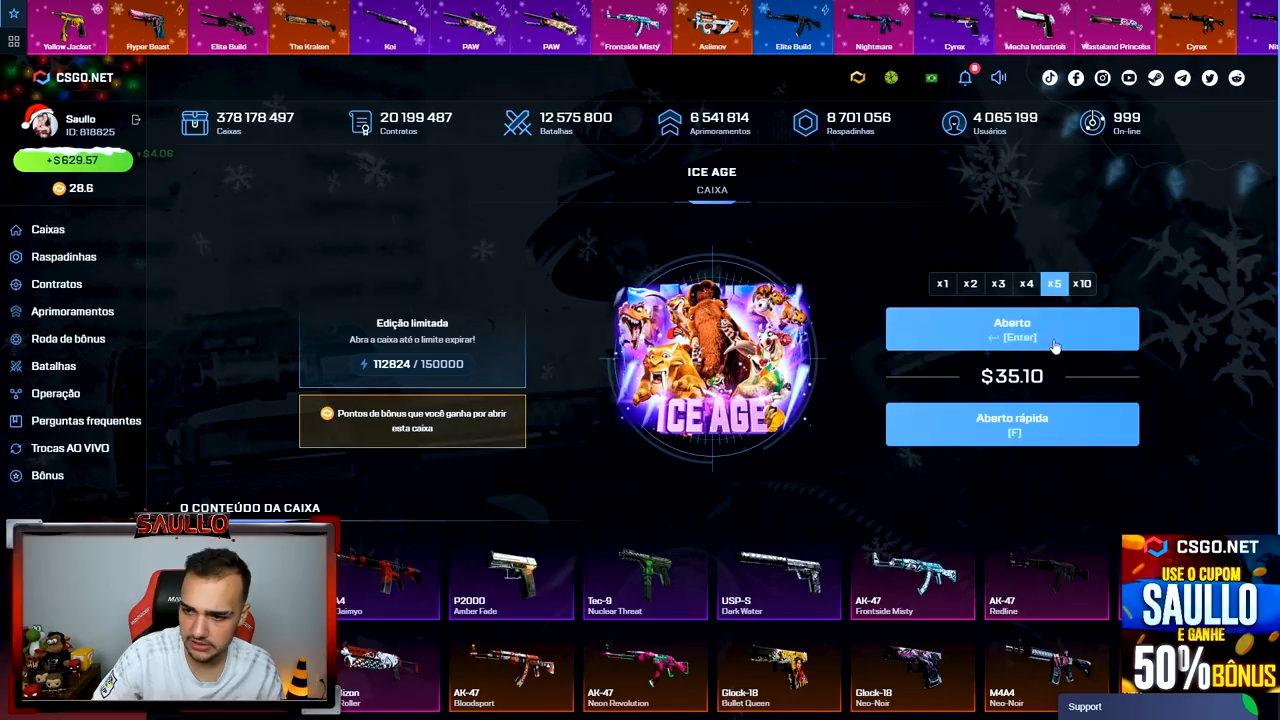 Yellow Jacket
Hyper Beast
Elite Build
The Kraken
Koi
PAW
PAW
Frontside Misty
Asiimov
Elite Build
Nightmare
Cyrex
Mecha Industries
Wasteland Princess
Cyrex
CSGO.NET
Saullo
ID: 818825
+$629.57
+$4.06
28.6
378 178 497
Caixas
20 199 487
Contratos
12 575 800
Batalhas
6 541 814
Aprimoramentos
8 701 056
Raspadinhas
4 065 199
Usuários
999
On-line
Caixas
Raspadinhas
Contratos
Aprimoramentos
Roda de bônus
Batalhas
Operação
Perguntas frequentes
Trocas AO VIVO
Bônus
ICE AGE
CAIXA
Edição limitada
Abra a caixa até o limite expirar!
112824 / 150000
Pontos de bônus que você ganha por abrir
esta caixa
ICE AGE
x1 x2 x3 x4 x5 x10
Aberto
[Enter]
$35.10
Aberto rápida
[F]
O CONTEÚDO DA CAIXA
SAULLO
A4
Daimyo
P2000
Amber Fade
Tec-9
Nuclear Threat
USP-S
Dark Water
AK-47
Frontside Misty
AK-47
Redline
izon
Roller
AK-47
Bloodsport
AK-47
Neon Revolution
Glock-18
Bullet Queen
Glock-18
Neo-Noir
M4A4
Neo-Noir
CSGO.NET
USE O CUPOM
SAULLO
E GANHE
50% BÔNUS
Support